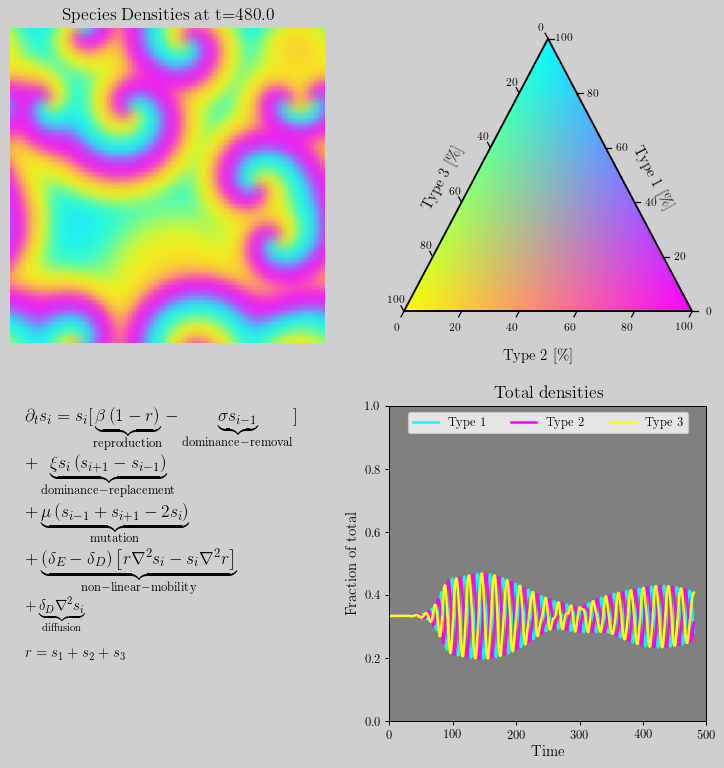 Species Densities at t=480.0
0
100
20
80
40
60
Type 3 [%]
Type 1 [%]
60
40
80
20
100
0
0
20
40
60
80
100
Type 2 [%]
∂ₜsᵢ = sᵢ[β (1 − r) − σsᵢ₋₁ ]
reproduction dominance−removal
+ ξsᵢ (sᵢ₊₁ − sᵢ₋₁)
dominance−replacement
+ μ (sᵢ₋₁ + sᵢ₊₁ − 2sᵢ)
mutation
+ (δ_E − δ_D) [r∇²sᵢ − sᵢ∇²r]
non−linear−mobility
+ δ_D∇²sᵢ
diffusion
r = s₁ + s₂ + s₃
Total densities
Type 1 Type 2 Type 3
Fraction of total
1.0
0.8
0.6
0.4
0.2
0.0
0 100 200 300 400 500
Time